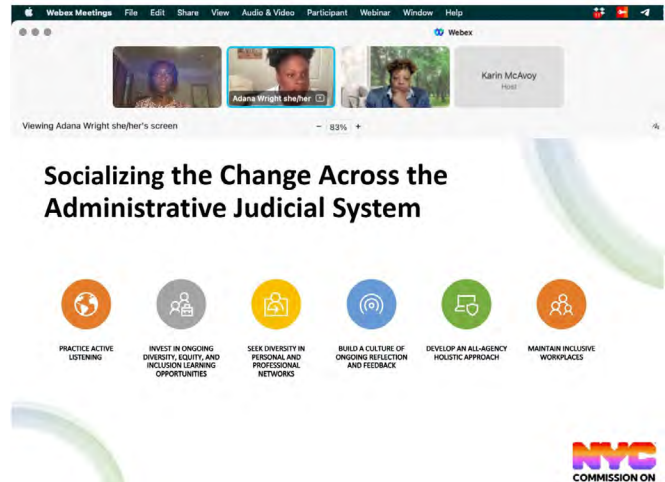 Webex Meetings File Edit Share View Audio & Video Participant Webinar Window Help
Webex
Adana Wright she/her
Karin McAvoy
Host
Viewing Adana Wright she/her's screen
- 83% +
Socializing the Change Across the
Administrative Judicial System
PRACTICE ACTIVE
LISTENING
INVEST IN ONGOING
DIVERSITY, EQUITY, AND
INCLUSION LEARNING
OPPORTUNITIES
SEEK DIVERSITY IN
PERSONAL AND
PROFESSIONAL
NETWORKS
BUILD A CULTURE OF
ONGOING REFLECTION
AND FEEDBACK
DEVELOP AN ALL-AGENCY
HOLISTIC APPROACH
MAINTAIN INCLUSIVE
WORKPLACES
NYC
COMMISSION ON